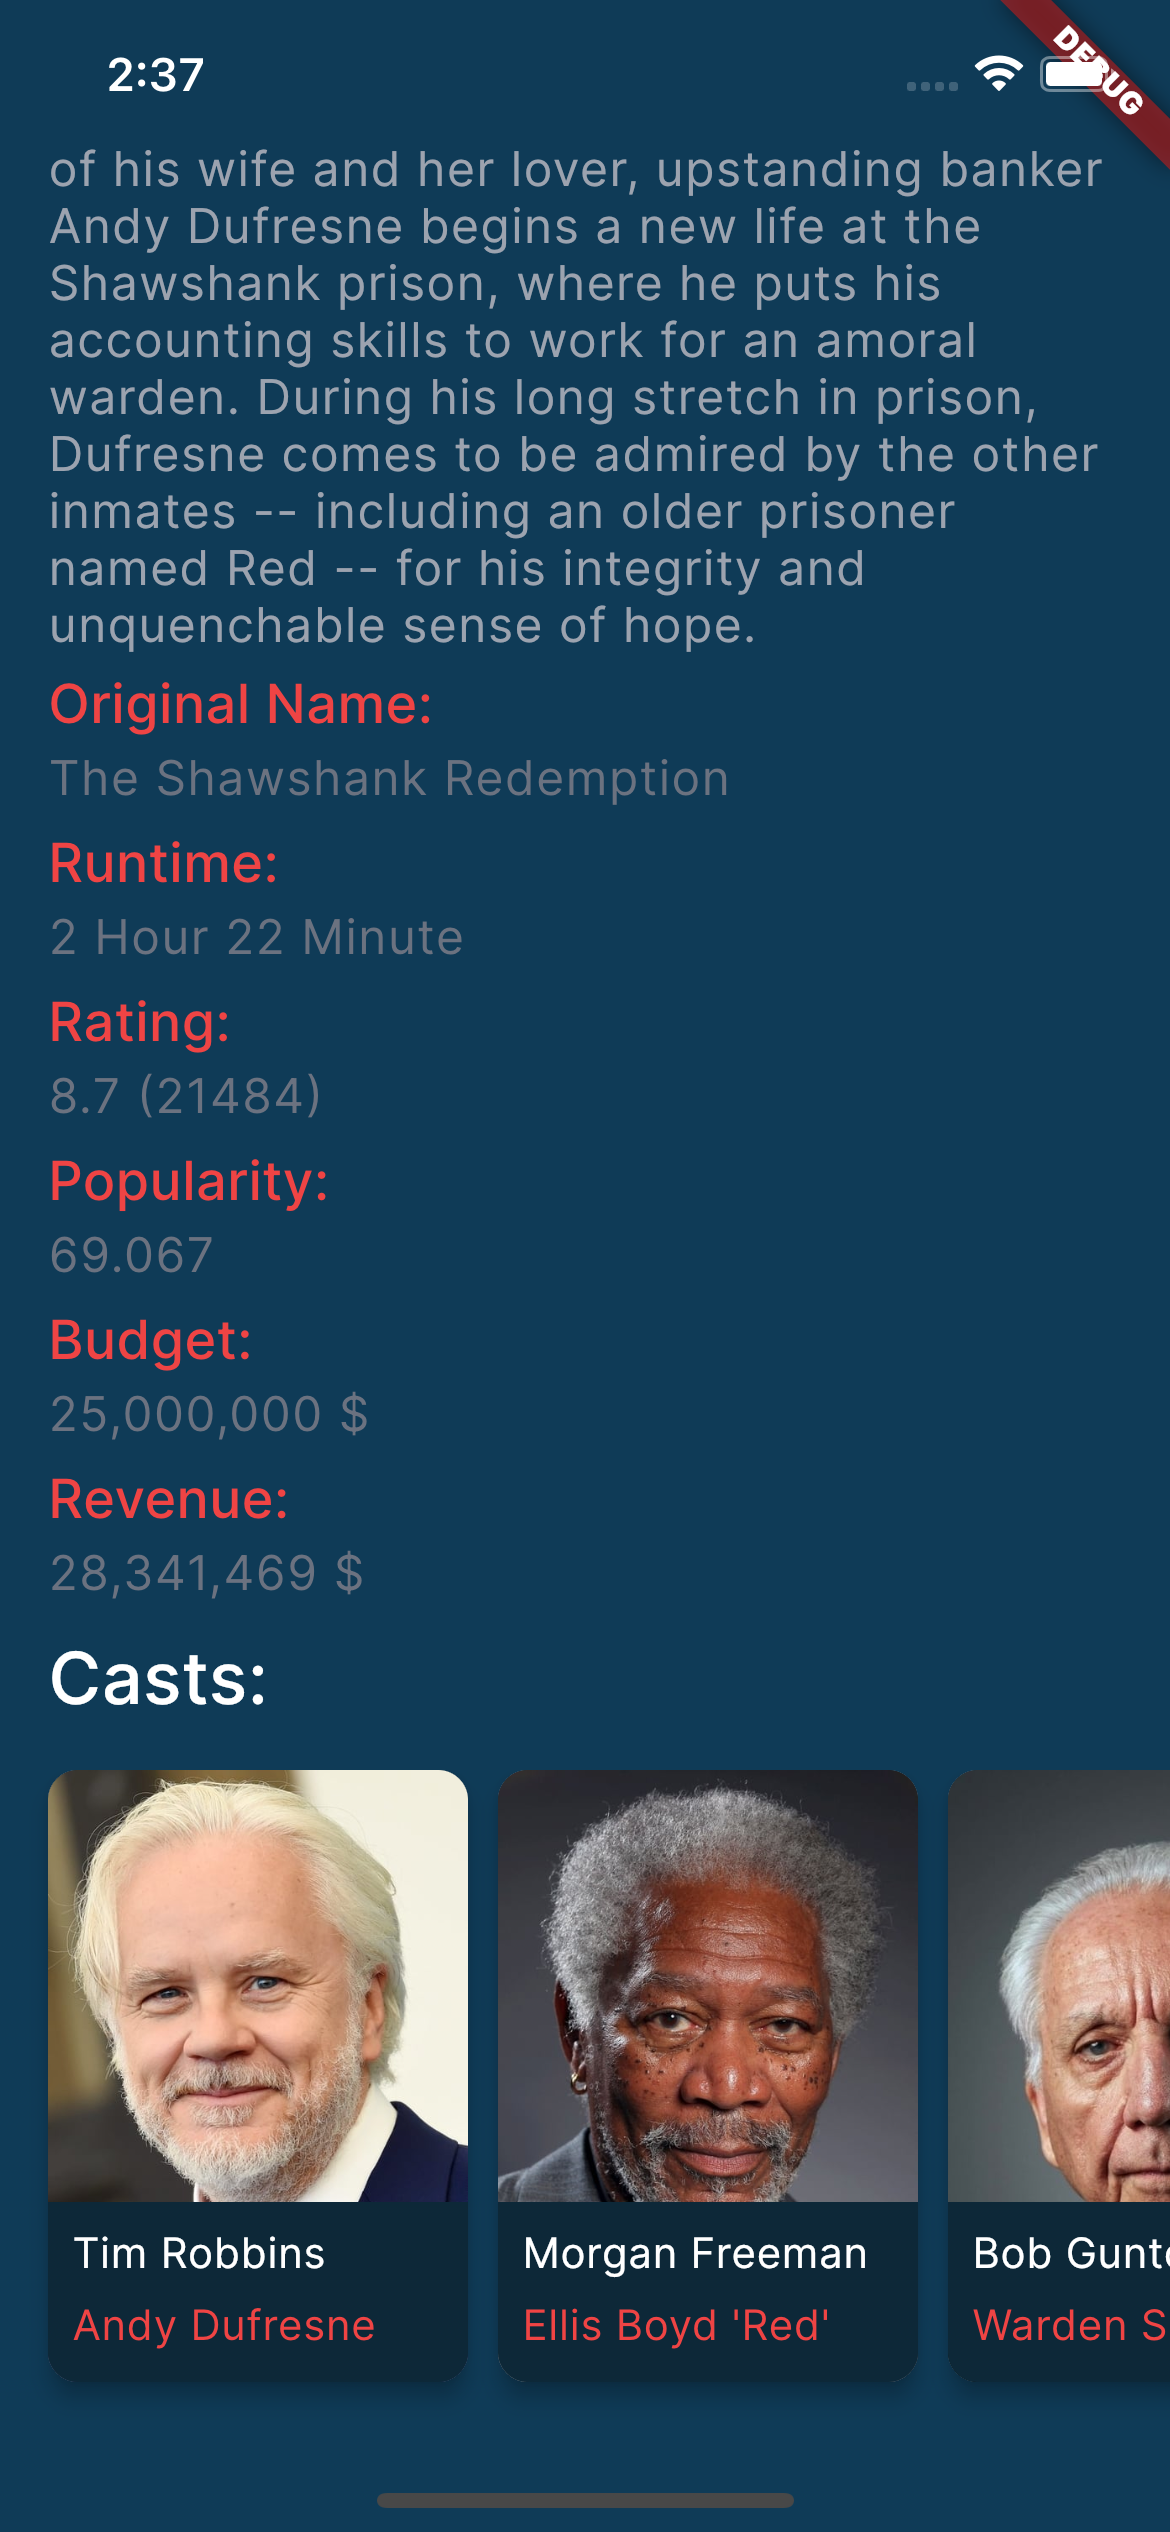 2:37
DEBUG
of his wife and her lover, upstanding banker
Andy Dufresne begins a new life at the
Shawshank prison, where he puts his
accounting skills to work for an amoral
warden. During his long stretch in prison,
Dufresne comes to be admired by the other
inmates -- including an older prisoner
named Red -- for his integrity and
unquenchable sense of hope.
Original Name:
The Shawshank Redemption
Runtime:
2 Hour 22 Minute
Rating:
8.7 (21484)
Popularity:
69.067
Budget:
25,000,000 $
Revenue:
28,341,469 $
Casts:
Tim Robbins
Morgan Freeman
Bob
Andy Dufresne
Ellis Boyd 'Red'
Warden